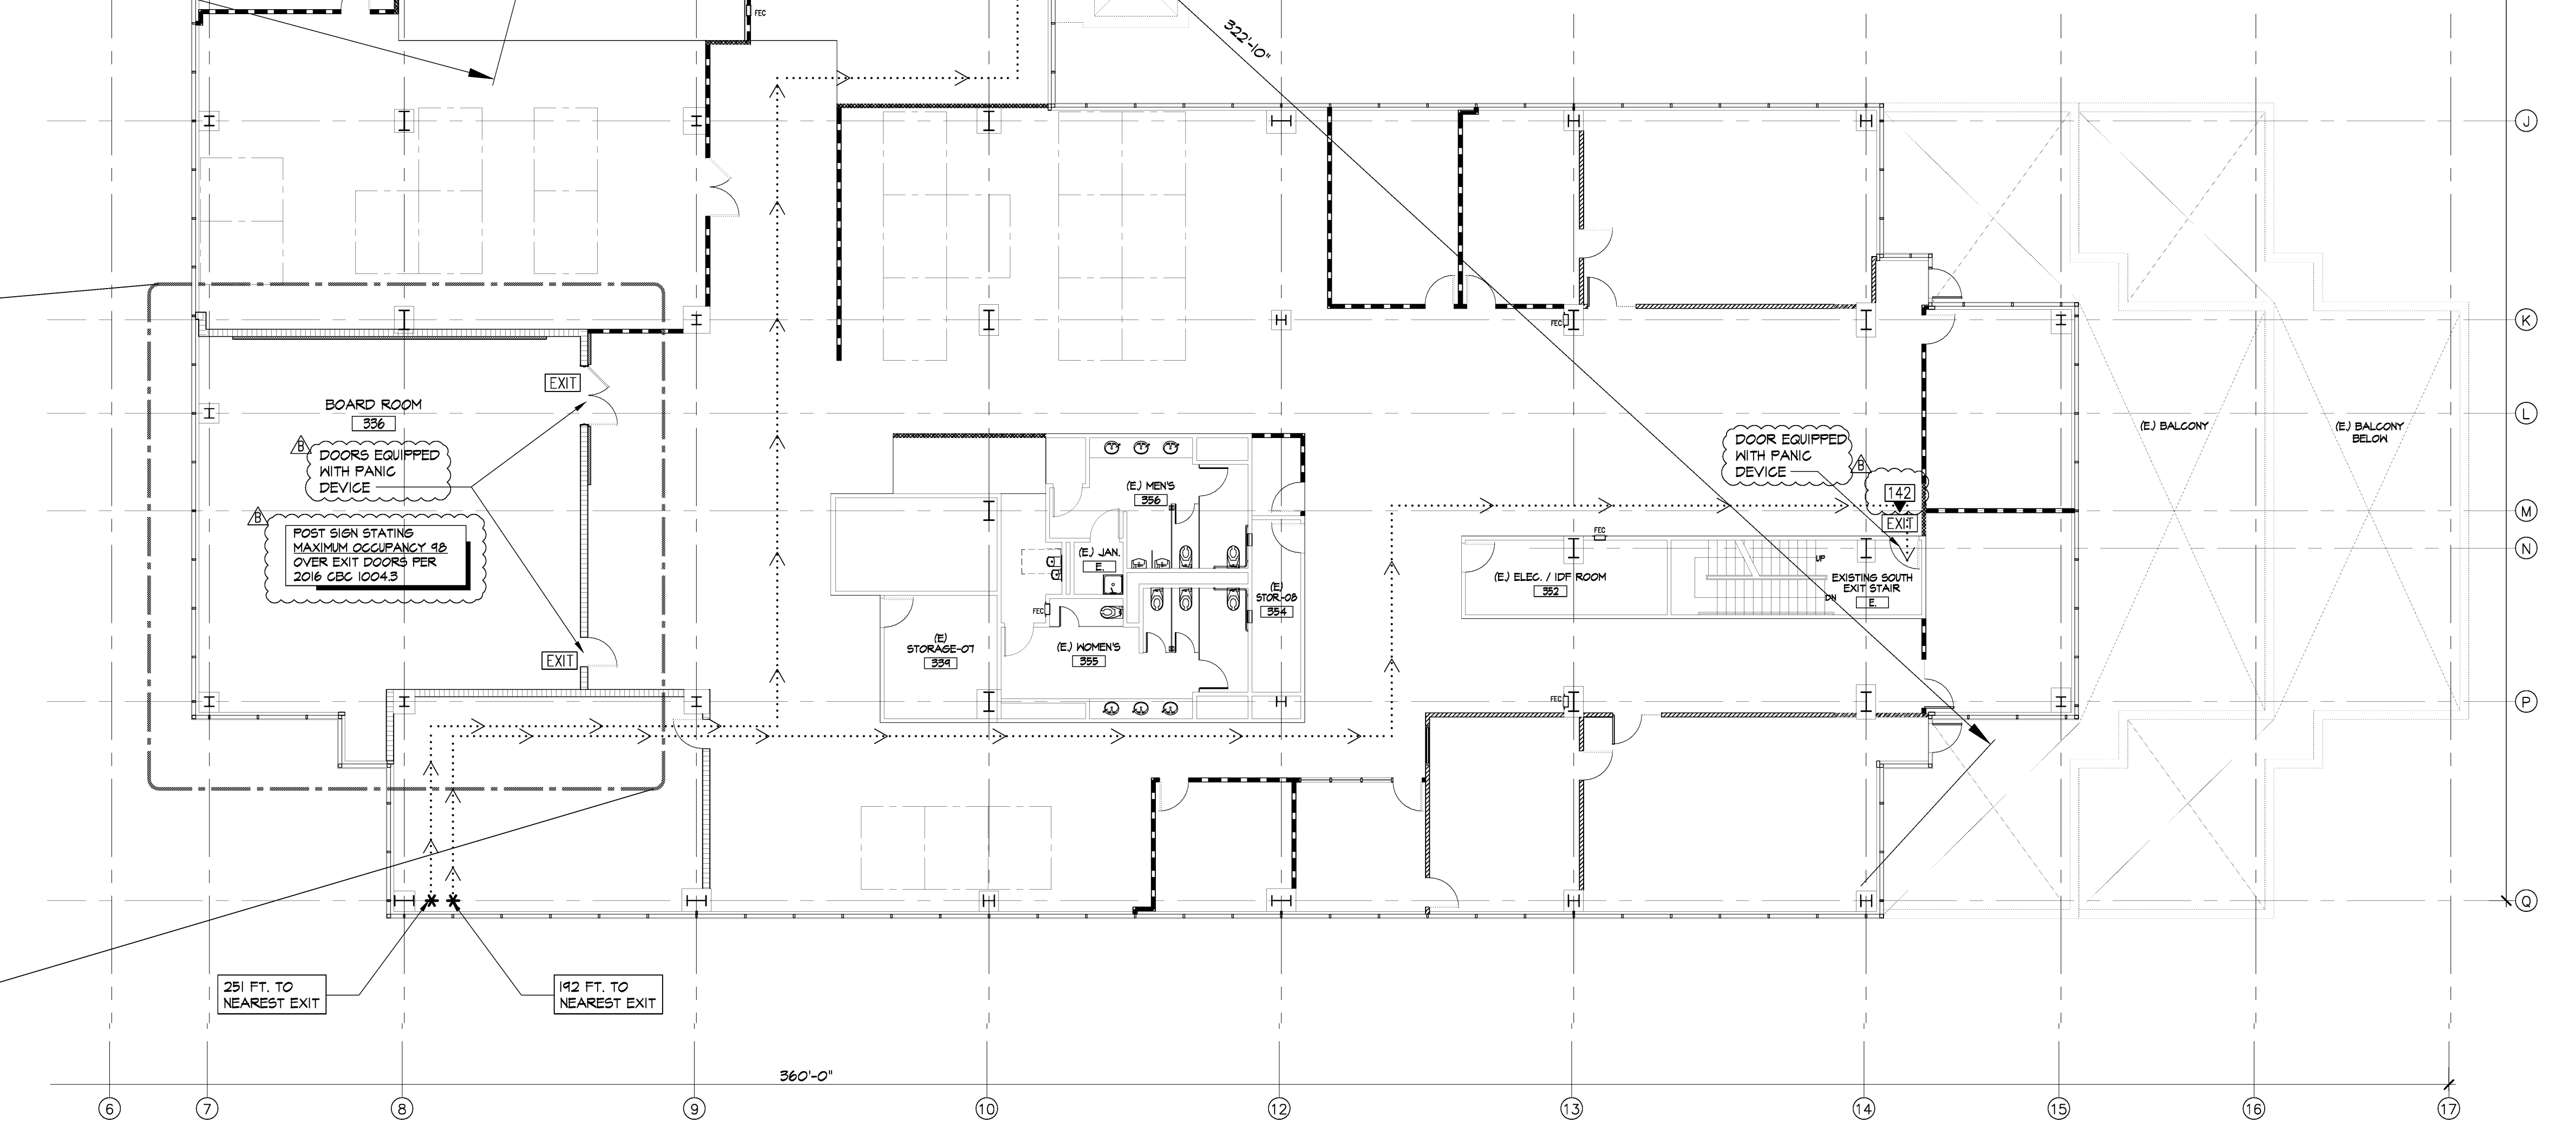 FEC
322'-10"
J
K
FEC
EXIT
BOARD ROOM
336
L
(E.) BALCONY
(E.) BALCONY
BELOW
B
DOORS EQUIPPED
WITH PANIC
DEVICE
DOOR EQUIPPED
WITH PANIC
DEVICE
B
(E.) MEN'S
356
142
EXIT
M
B
POST SIGN STATING
MAXIMUM OCCUPANCY 98
OVER EXIT DOORS PER
2016 CBC 1004.3
FEC
N
(E.) JAN.
E.
UP
(E.) ELEC. / IDF ROOM
352
EXISTING SOUTH
EXIT STAIR
E.
DN
(E)
STOR-08
354
FEC
(E)
STORAGE-07
339
(E.) WOMEN'S
355
EXIT
FEC
P
Q
251 FT. TO
NEAREST EXIT
192 FT. TO
NEAREST EXIT
360'-0"
6
7
8
9
10
12
13
14
15
16
17